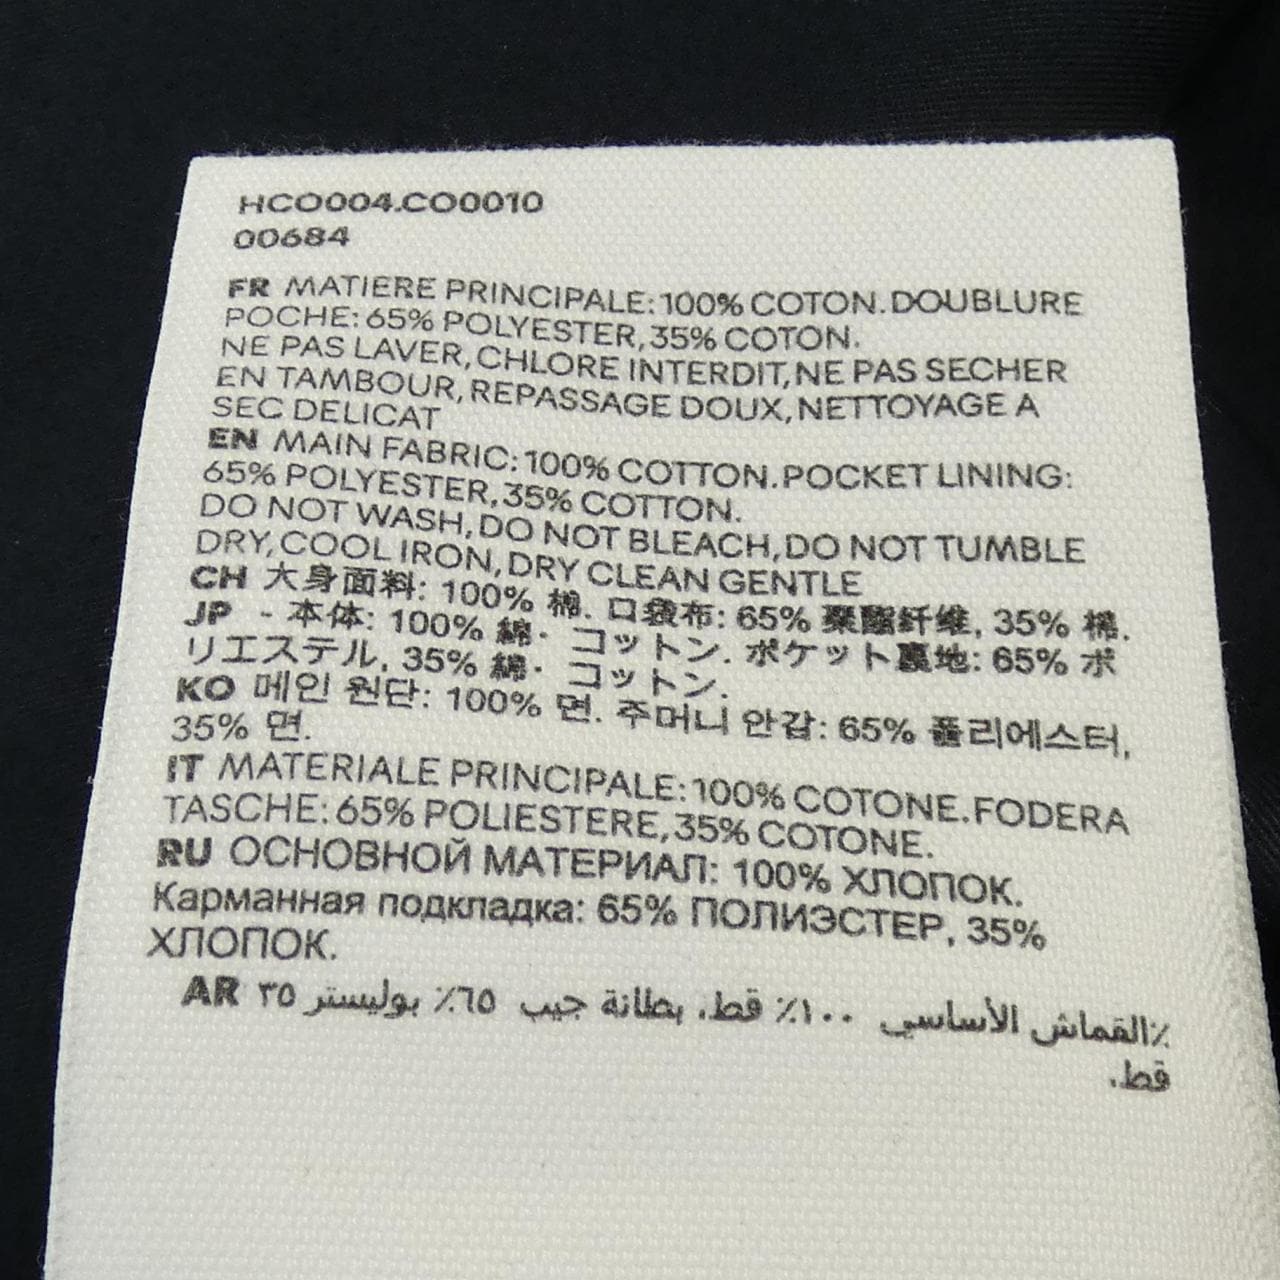 HCO004.CO0010
00684
FR MATIERE PRINCIPALE: 100% COTON. DOUBLURE
POCHE: 65% POLYESTER, 35% COTON.
NE PAS LAVER, CHLORE INTERDIT, NE PAS SECHER
EN TAMBOUR, REPASSAGE DOUX, NETTOYAGE A
SEC DELICAT
EN MAIN FABRIC: 100% COTTON. POCKET LINING:
65% POLYESTER, 35% COTTON.
DO NOT WASH, DO NOT BLEACH, DO NOT TUMBLE
DRY, COOL IRON, DRY CLEAN GENTLE
CH 大身面料: 100% 棉. 口袋布: 65% 聚酯纤维, 35% 棉.
JP - 本体: 100% 綿・ コットン. ポケット裏地: 65% ポ
リエステル, 35% 綿・ コットン.
KO 메인 원단: 100% 면. 주머니 안감: 65% 폴리에스터,
35% 면.
IT MATERIALE PRINCIPALE: 100% COTONE. FODERA
TASCHE: 65% POLIESTERE, 35% COTONE.
RU ОСНОВНОЙ МАТЕРИАЛ: 100% ХЛОПОК.
Карманная подкладка: 65% ПОЛИЭСТЕР, 35%
ХЛОПОК.
AR القماش الأساسي ١٠٠٪ قط. بطانة جيب ٦٥٪ بوليستر ٣٥٪
قط.